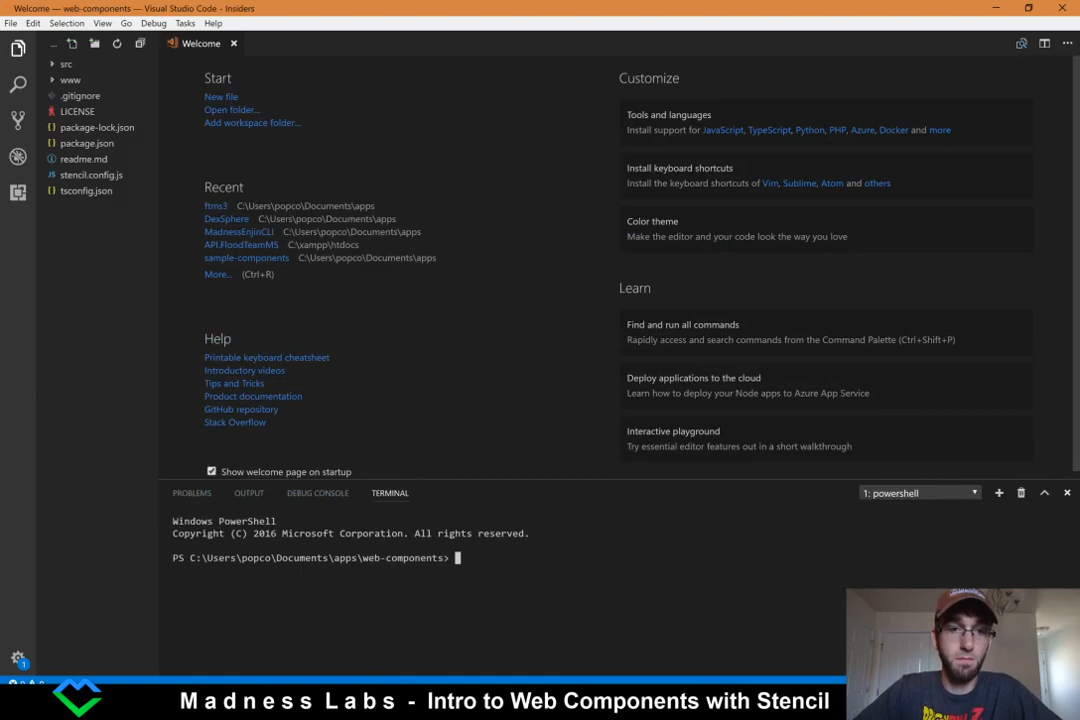 Welcome — web-components — Visual Studio Code - Insiders
File Edit Selection View Go Debug Tasks Help
... Welcome
src
www
.gitignore
LICENSE
package-lock.json
package.json
readme.md
stencil.config.js
tsconfig.json
Start
New file
Open folder...
Add workspace folder...
Recent
ftrns3 C:\Users\popco\Documents\apps
DexSphere C:\Users\popco\Documents\apps
MadnessEnjinCLI C:\Users\popco\Documents\apps
API.FloodTeamMS C:\xampp\htdocs
sample-components C:\Users\popco\Documents\apps
More... (Ctrl+R)
Help
Printable keyboard cheatsheet
Introductory videos
Tips and Tricks
Product documentation
GitHub repository
Stack Overflow
Show welcome page on startup
Customize
Tools and languages
Install support for JavaScript, TypeScript, Python, PHP, Azure, Docker and more
Install keyboard shortcuts
Install the keyboard shortcuts of Vim, Sublime, Atom and others
Color theme
Make the editor and your code look the way you love
Learn
Find and run all commands
Rapidly access and search commands from the Command Palette (Ctrl+Shift+P)
Deploy applications to the cloud
Learn how to deploy your Node apps to Azure App Service
Interactive playground
Try essential editor features out in a short walkthrough
PROBLEMS OUTPUT DEBUG CONSOLE TERMINAL
1: powershell
Windows PowerShell
Copyright (C) 2016 Microsoft Corporation. All rights reserved.
PS C:\Users\popco\Documents\apps\web-components>
1
Madness Labs - Intro to Web Components with Stencil